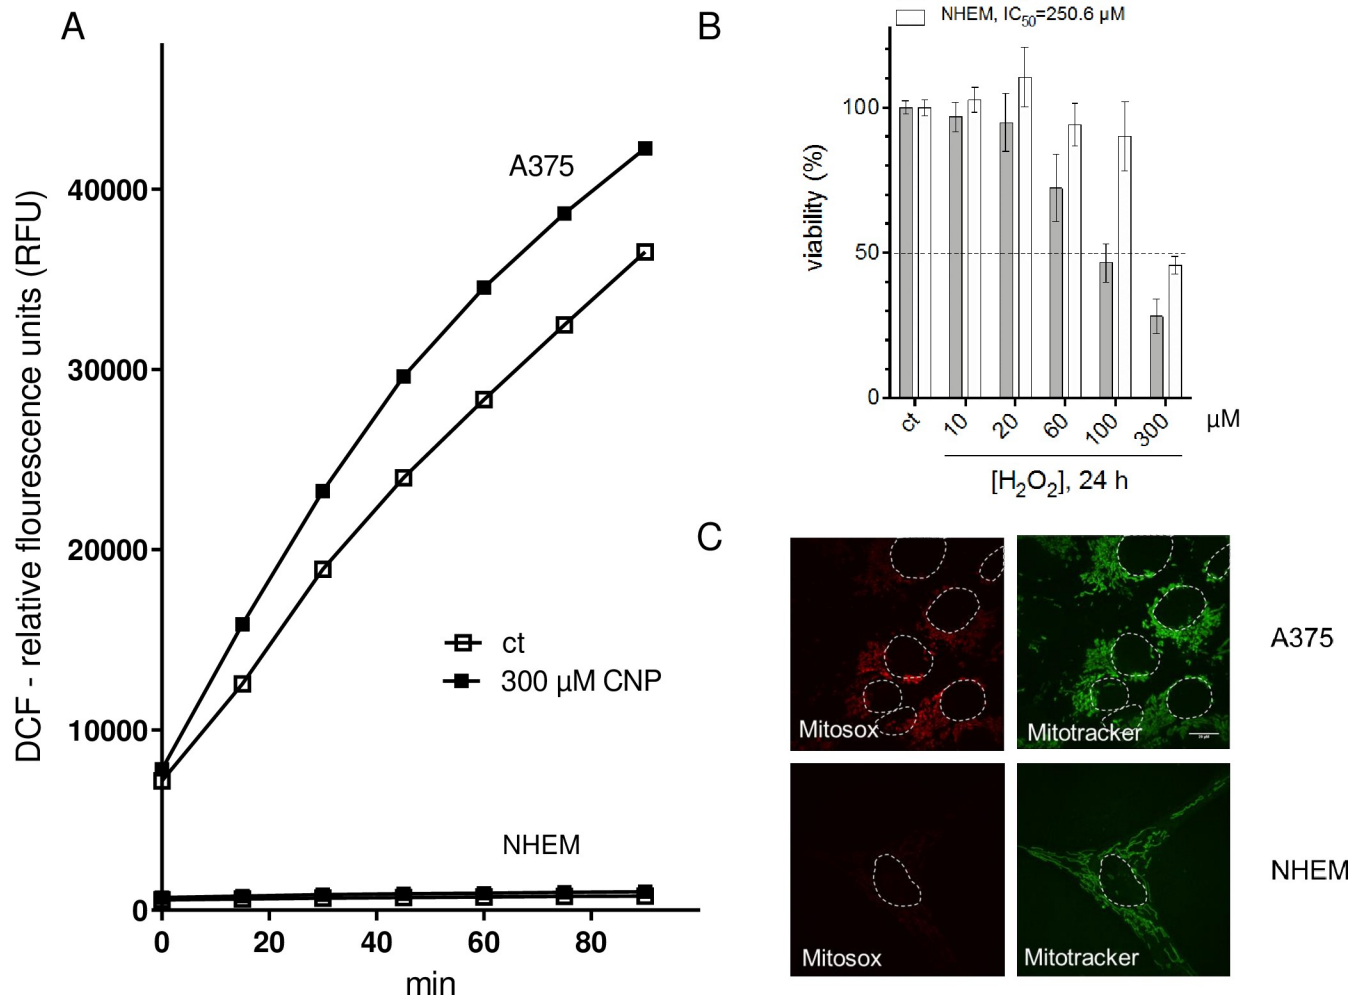 A
DCF - relative flourescence units (RFU)
40000
30000
20000
10000
0
0 20 40 60 80
min
A375
ct
300 µM CNP
NHEM
B
NHEM, IC50=250.6 µM
viability (%)
100
50
0
ct 10 20 60 100 300 µM
[H2O2], 24 h
C
Mitosox
Mitotracker
A375
Mitosox
Mitotracker
NHEM